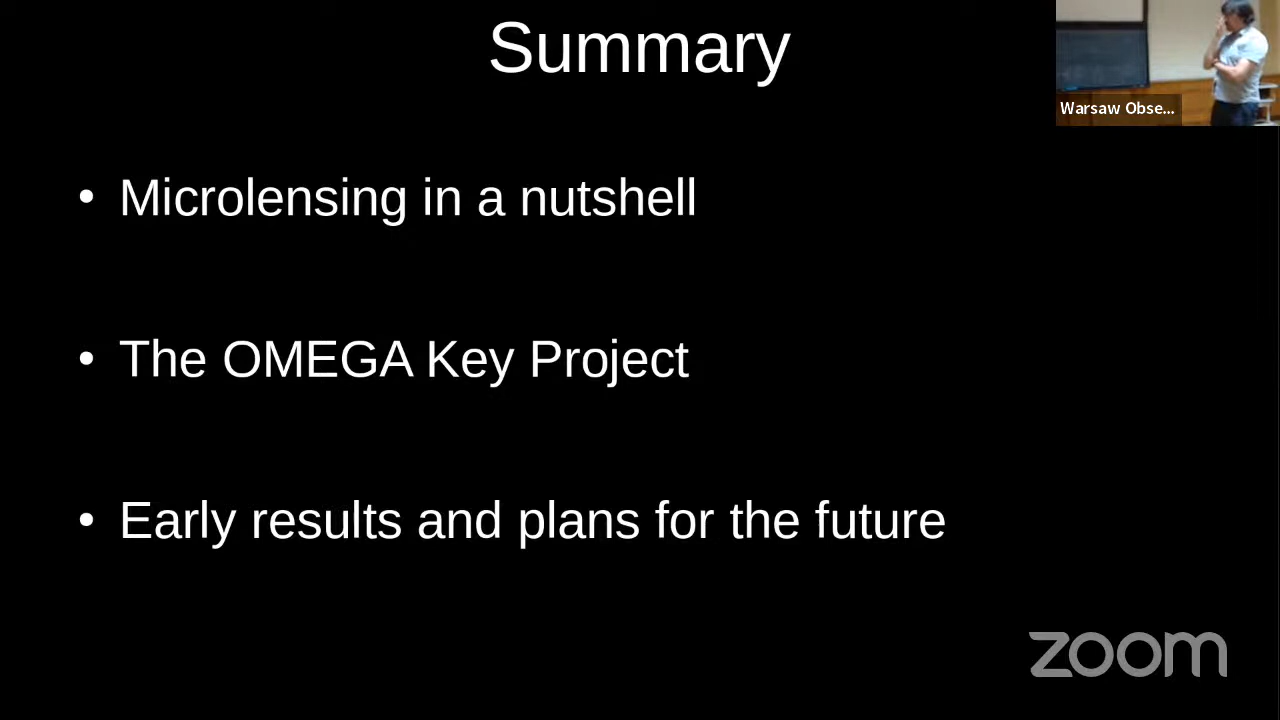 Summary
Warsaw Obse...
• Microlensing in a nutshell
• The OMEGA Key Project
• Early results and plans for the future
zoom